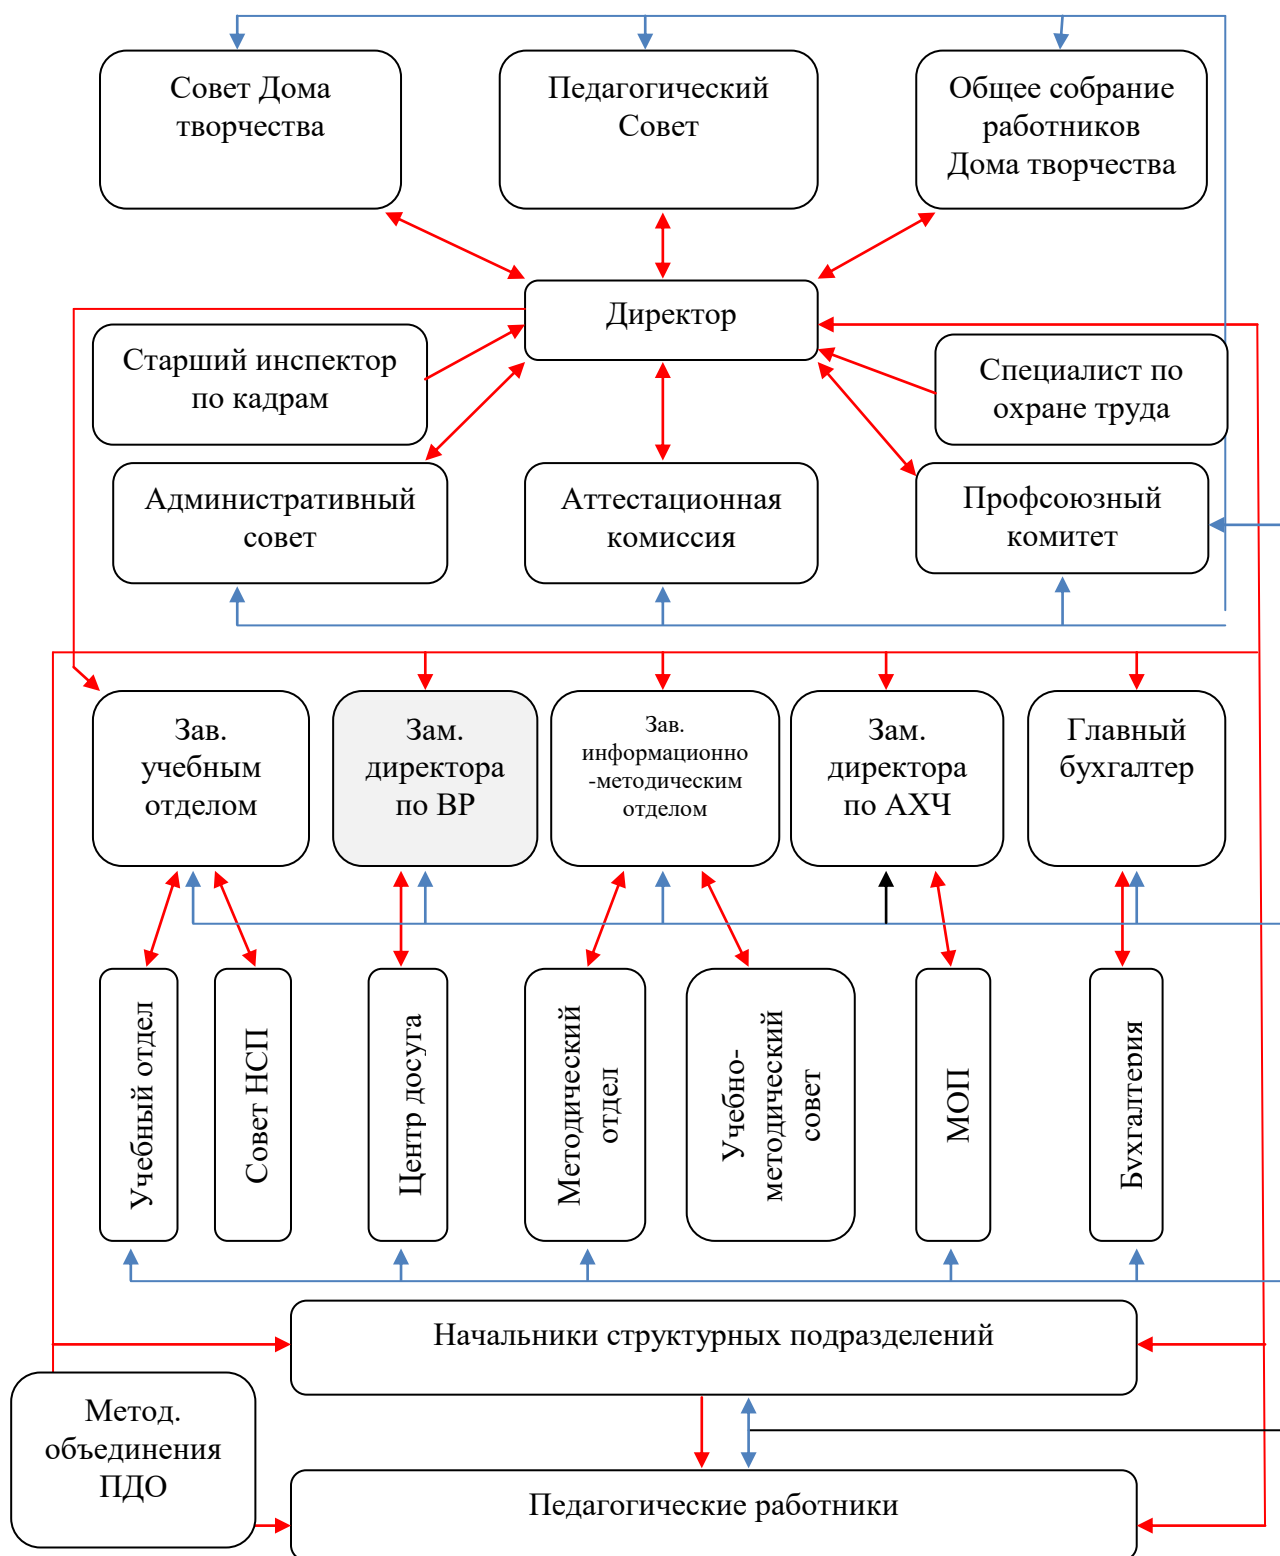 Совет Дома
творчества
Педагогический
Совет
Общее собрание
работников
Дома творчества
Директор
Старший инспектор
по кадрам
Специалист по
охране труда
Административный
совет
Аттестационная
комиссия
Профсоюзный
комитет
Зав.
учебным
отделом
Зам.
директора
по ВР
Зав.
информационно
-методическим
отделом
Зам.
директора
по АХЧ
Главный
бухгалтер
Учебный отдел
Совет НСП
Центр досуга
Методический
отдел
Учебно-
методический
совет
МОП
Бухгалтерия
Начальники структурных подразделений
Метод.
объединения
ПДО
Педагогические работники